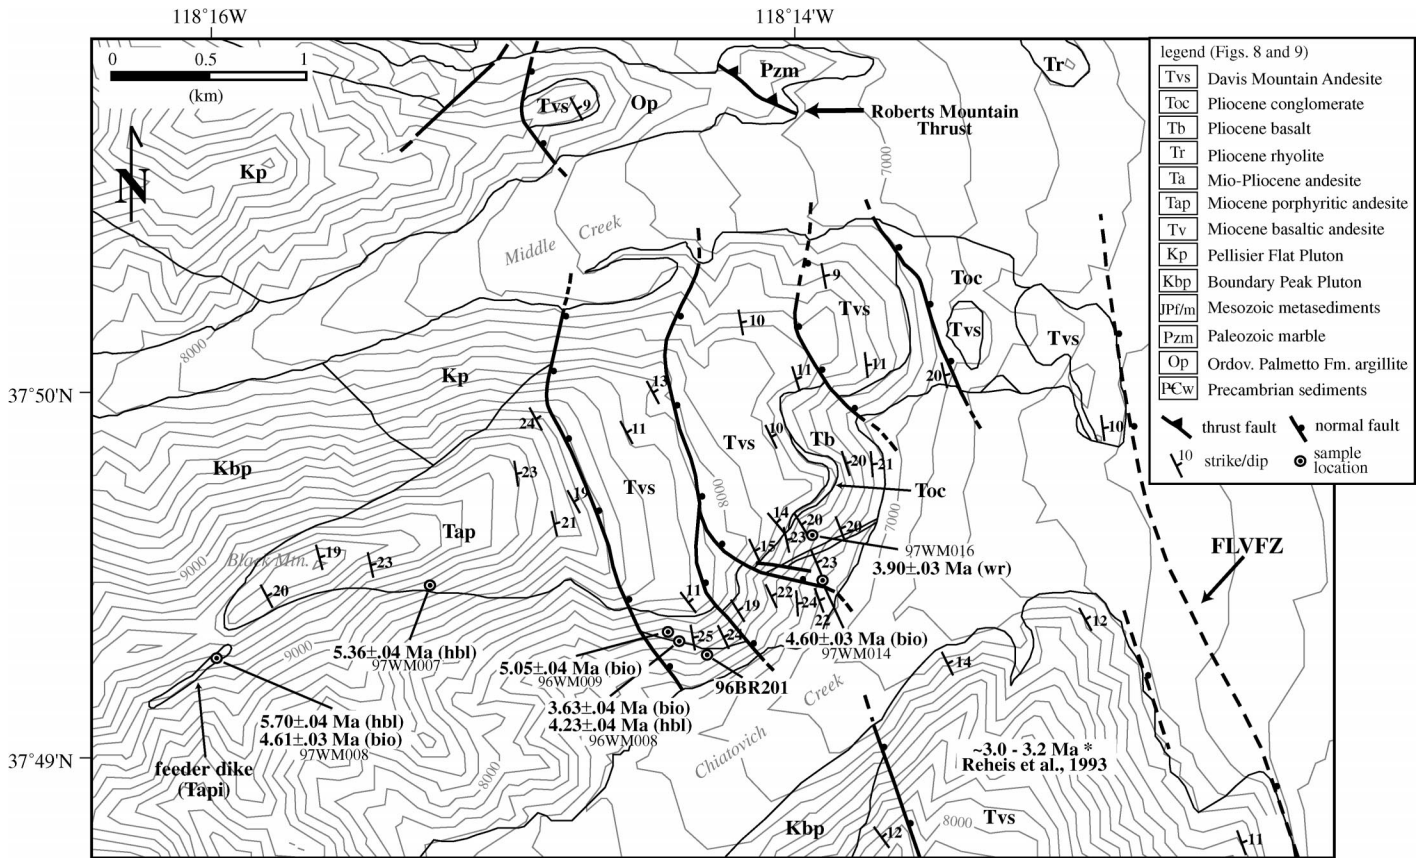 118°16W
118°14'W
0 0.5 1
(km)
N
Tvs
9
Op
Pzm
Roberts Mountain
Thrust
Tr
7000
Kp
Middle Creek
8000
37°50'N
legend (Figs. 8 and 9)
Tvs Davis Mountain Andesite
Toc Pliocene conglomerate
Tb Pliocene basalt
Tr Pliocene rhyolite
Ta Mio-Pliocene andesite
Tap Miocene porphyritic andesite
Tv Miocene basaltic andesite
Kp Pellisier Flat Pluton
Kbp Boundary Peak Pluton
JPf/m Mesozoic metasediments
Pzm Paleozoic marble
Op Ordov. Palmetto Fm. argillite
P€w Precambrian sediments
thrust fault
normal fault
10 strike/dip
sample
location
9
Tvs
Toc
10
Tvs
Tvs
11
11
20
Kp
13
24
11
Tvs
10
Tb
10
Kbp
20
21
23
8000
Toc
Tvs
19
7000
21
14
20
20
23
Tap
15
97WM016
3.90±.03 Ma (wr)
FLVFZ
9000
Black Mtn.
19
23
23
20
11
19
22
24
22
12
25
24
4.60±.03 Ma (bio)
97WM014
5.36±.04 Ma (hbl)
97WM007
9000
5.05±.04 Ma (bio)
96WM009
14
96BR201
3.63±.04 Ma (bio)
4.23±.04 Ma (hbl)
96WM008
Chiatovich Creek
5.70±.04 Ma (hbl)
4.61±.03 Ma (bio)
97WM008
37°49'N
feeder dike
(Tapi)
8000
~3.0 - 3.2 Ma *
Reheis et al., 1993
Kbp
12
8000
Tvs
11